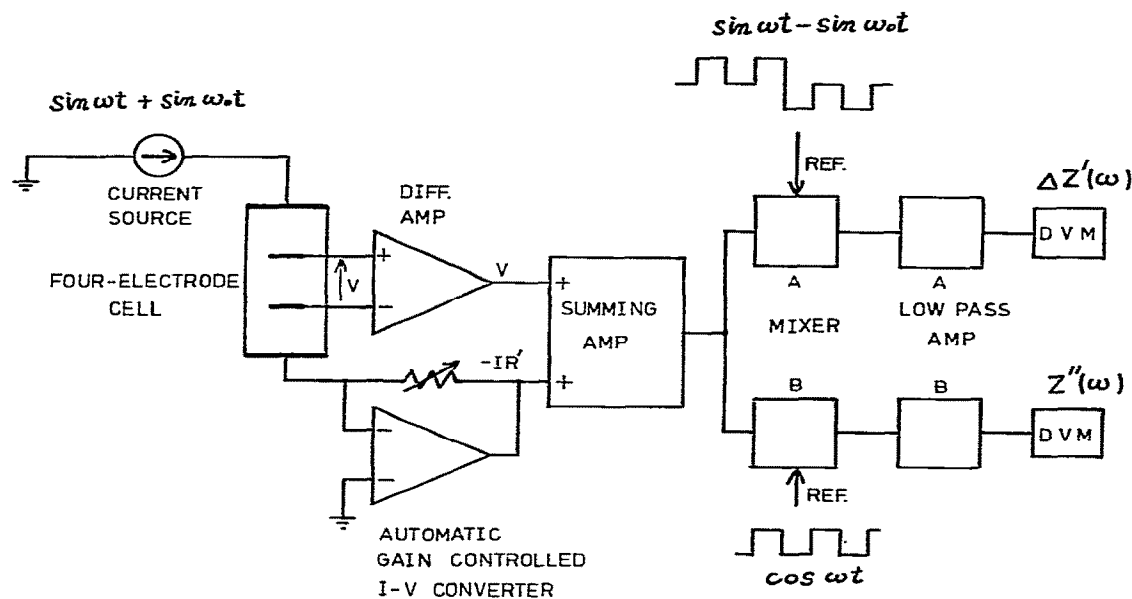 sin ωt − sin ω₀t
sin ωt + sin ω₀t
CURRENT
SOURCE
REF.
ΔZ'(ω)
DIFF.
AMP
DVM
FOUR-ELECTRODE
CELL
+
V
−
V
+
SUMMING
AMP
A
MIXER
A
LOW PASS
AMP
-IR'
+
B
B
Z"(ω)
−
−
DVM
REF.
AUTOMATIC
GAIN CONTROLLED
I-V CONVERTER
cos ωt